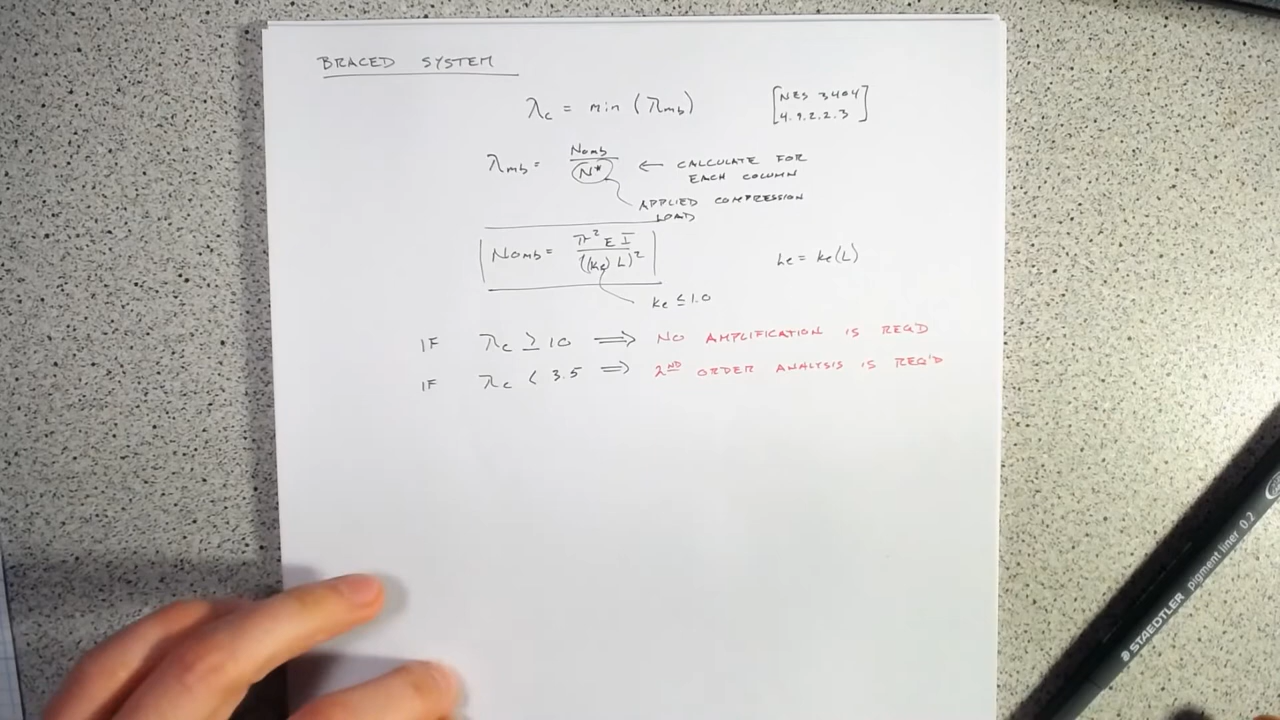 BRACED SYSTEM
λc = min (λmb)
[NZS 3404
4.9.2.2.3]
λmb = Nomb / N* ← CALCULATE FOR
EACH COLUMN
APPLIED COMPRESSION
LOAD
Nomb = π² E I / ((ke) L)²
Le = ke(L)
ke ≤ 1.0
IF λc ≥ 10 ⟹ NO AMPLIFICATION IS REQD
IF λc < 3.5 ⟹ 2ND ORDER ANALYSIS IS REQ'D
STAEDTLER pigment liner 0.2